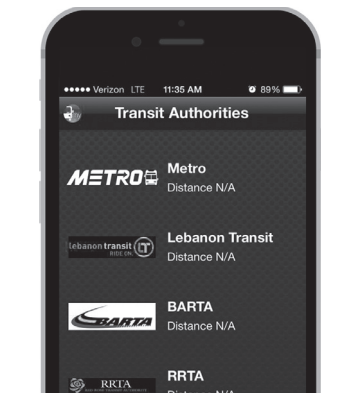 Verizon LTE 11:35 AM 89%
Transit Authorities
METRO
Metro
Distance N/A
lebanon transit LT
RIDE ON.
Lebanon Transit
Distance N/A
BARTA
BARTA
Distance N/A
RRTA
RRTA
Distance N/A